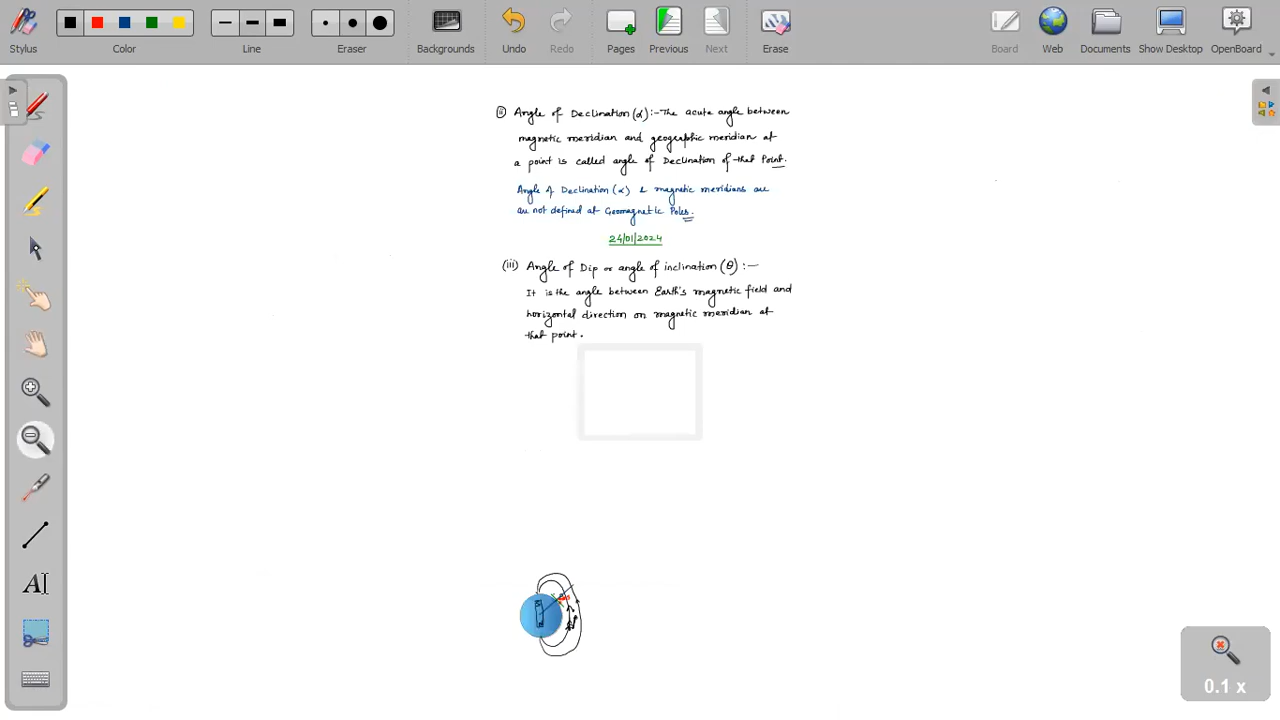 Stylus
Color
Line
Eraser
Backgrounds
Undo
Redo
Pages
Previous
Next
Erase
Board
Web
Documents
Show Desktop
OpenBoard
(ii) Angle of Declination (α) :- The acute angle between
magnetic meridian and geographic meridian at
a point is called angle of Declination of that Point.
Angle of Declination (α) & magnetic meridians are
are not defined at Geomagnetic Poles.
24/01/2024
(iii) Angle of Dip or angle of inclination (θ) :-
It is the angle between Earth's magnetic field and
horizontal direction on magnetic meridian at
that point.
0.1 x